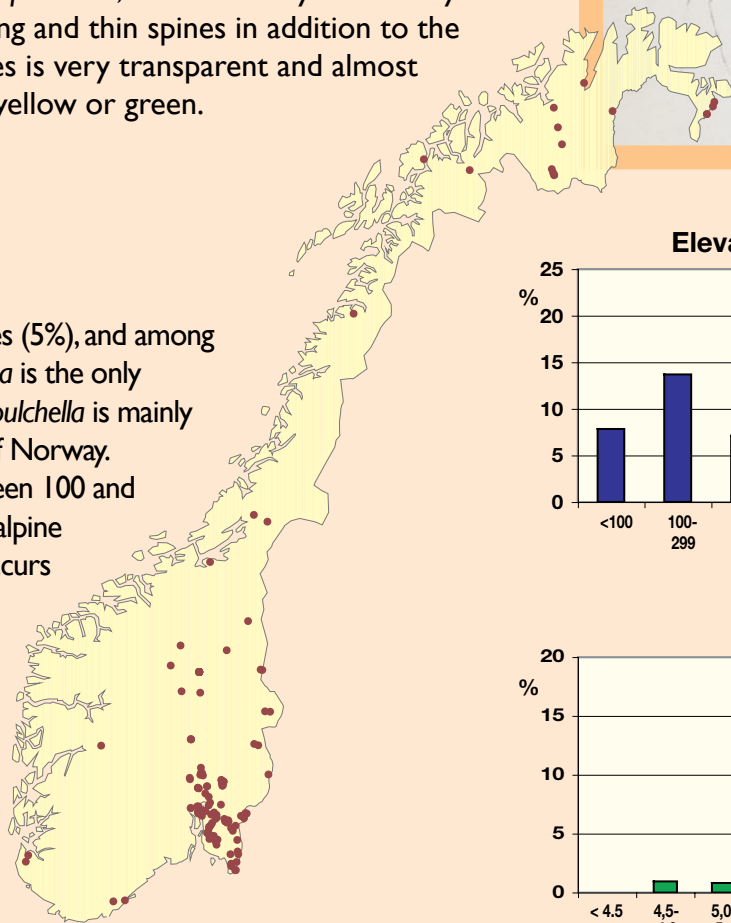 ng and thin spines in addition to the
es is very transparent and almost
yellow or green.
es (5%), and among
a is the only
pulchella is mainly
f Norway.
een 100 and
alpine
curs
Eleva
25
%
20
15
10
5
0
<100
100-
299
20
%
15
10
5
0
< 4.5
4,5-
5,0